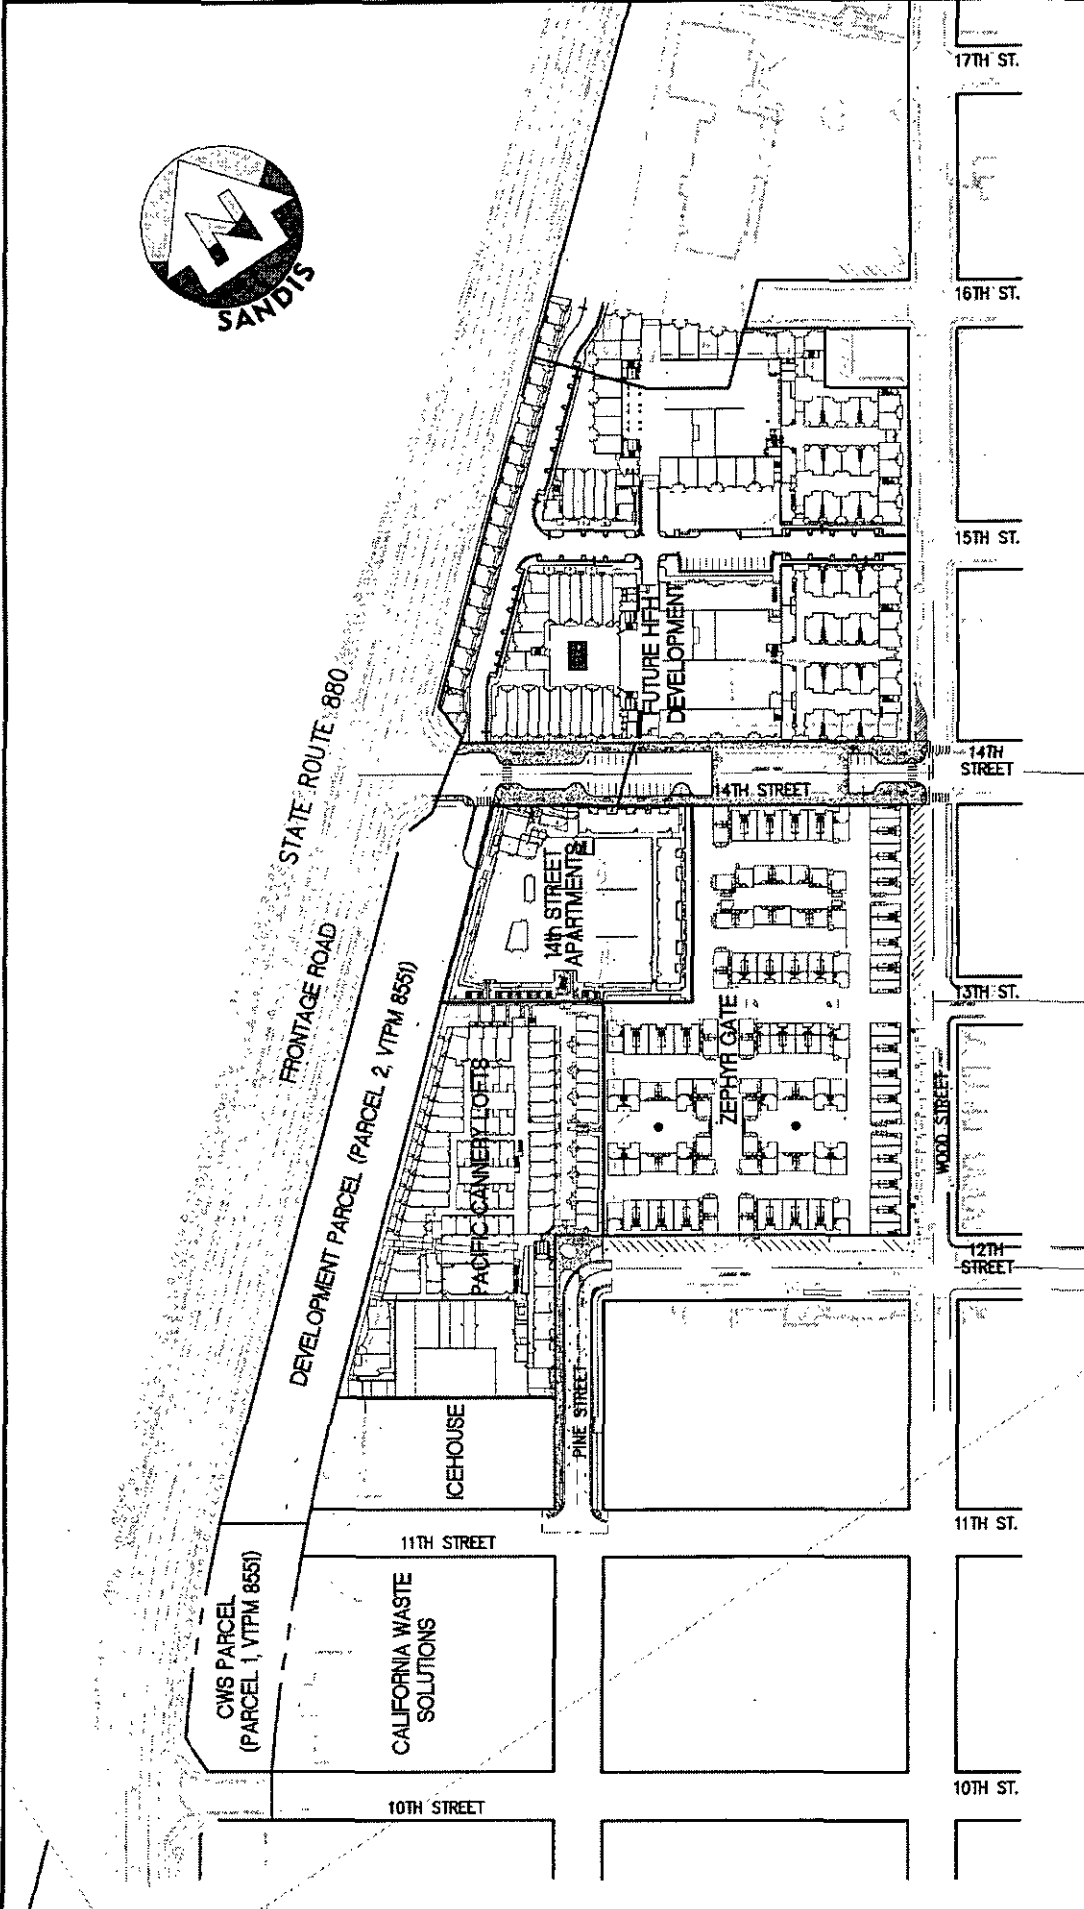 17TH ST.
N
SANDIS
16TH ST.
15TH ST.
FUTURE HFH
DEVELOPMENT
STATE ROUTE 880
14TH
STREET
14TH STREET
14th STREET
APARTMENTS
FRONTAGE ROAD
13TH ST.
DEVELOPMENT PARCEL (PARCEL 2, VTPM 8551)
ZEPHYR GATE
PACIFIC CANNERY LOFTS
WOOD STREET
12TH
STREET
PINE STREET
ICEHOUSE
11TH ST.
11TH STREET
CWS PARCEL
(PARCEL 1, VTPM 8551)
CALIFORNIA WASTE
SOLUTIONS
10TH ST.
10TH STREET